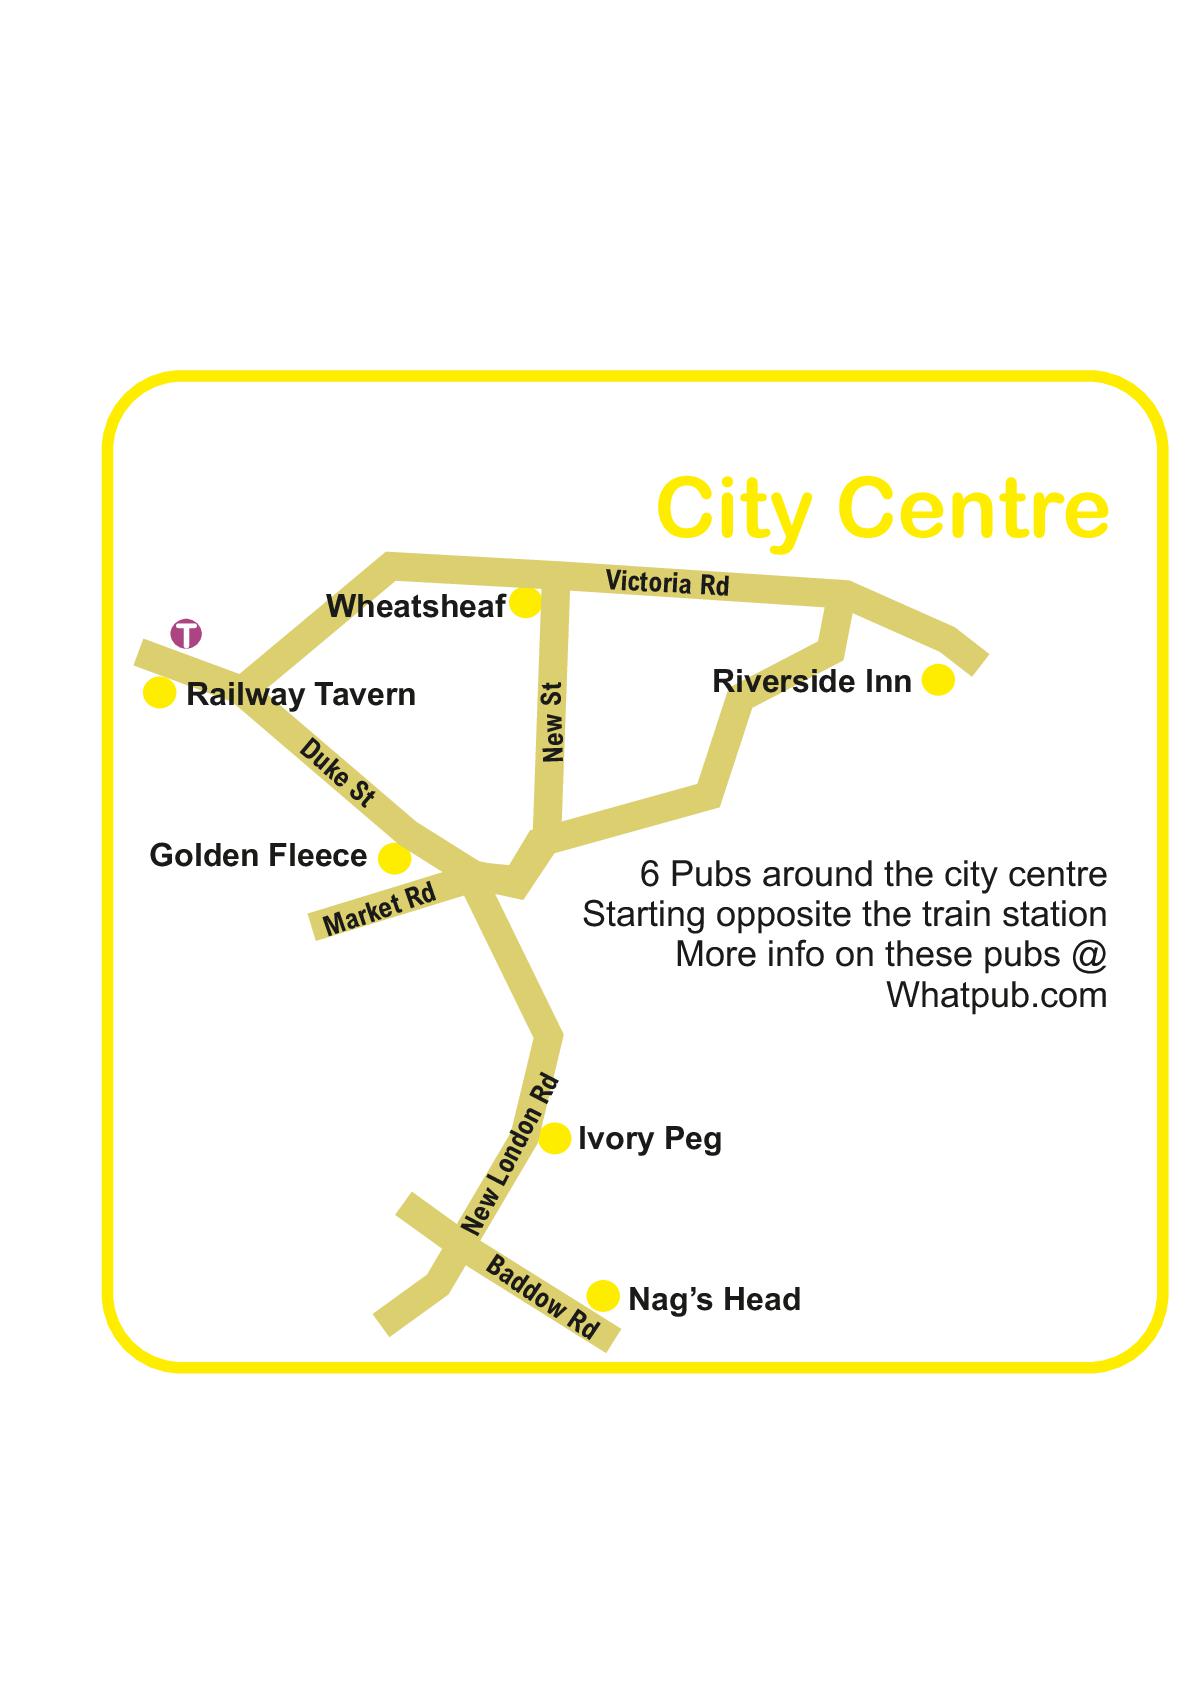 City Centre
Victoria Rd
Wheatsheaf
T
Riverside Inn
Railway Tavern
New St
Duke St
Golden Fleece
Market Rd
6 Pubs around the city centre
Starting opposite the train station
More info on these pubs @
Whatpub.com
New London Rd
Ivory Peg
Baddow Rd
Nag’s Head